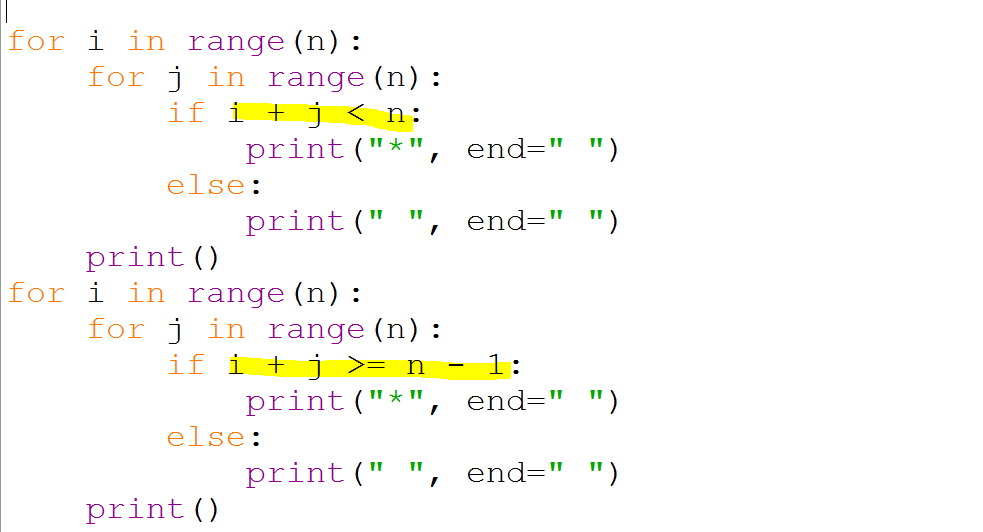 for i in range(n):
    for j in range(n):
        if i + j < n:
            print("*", end=" ")
        else:
            print(" ", end=" ")
    print()
for i in range(n):
    for j in range(n):
        if i + j >= n - 1:
            print("*", end=" ")
        else:
            print(" ", end=" ")
    print()